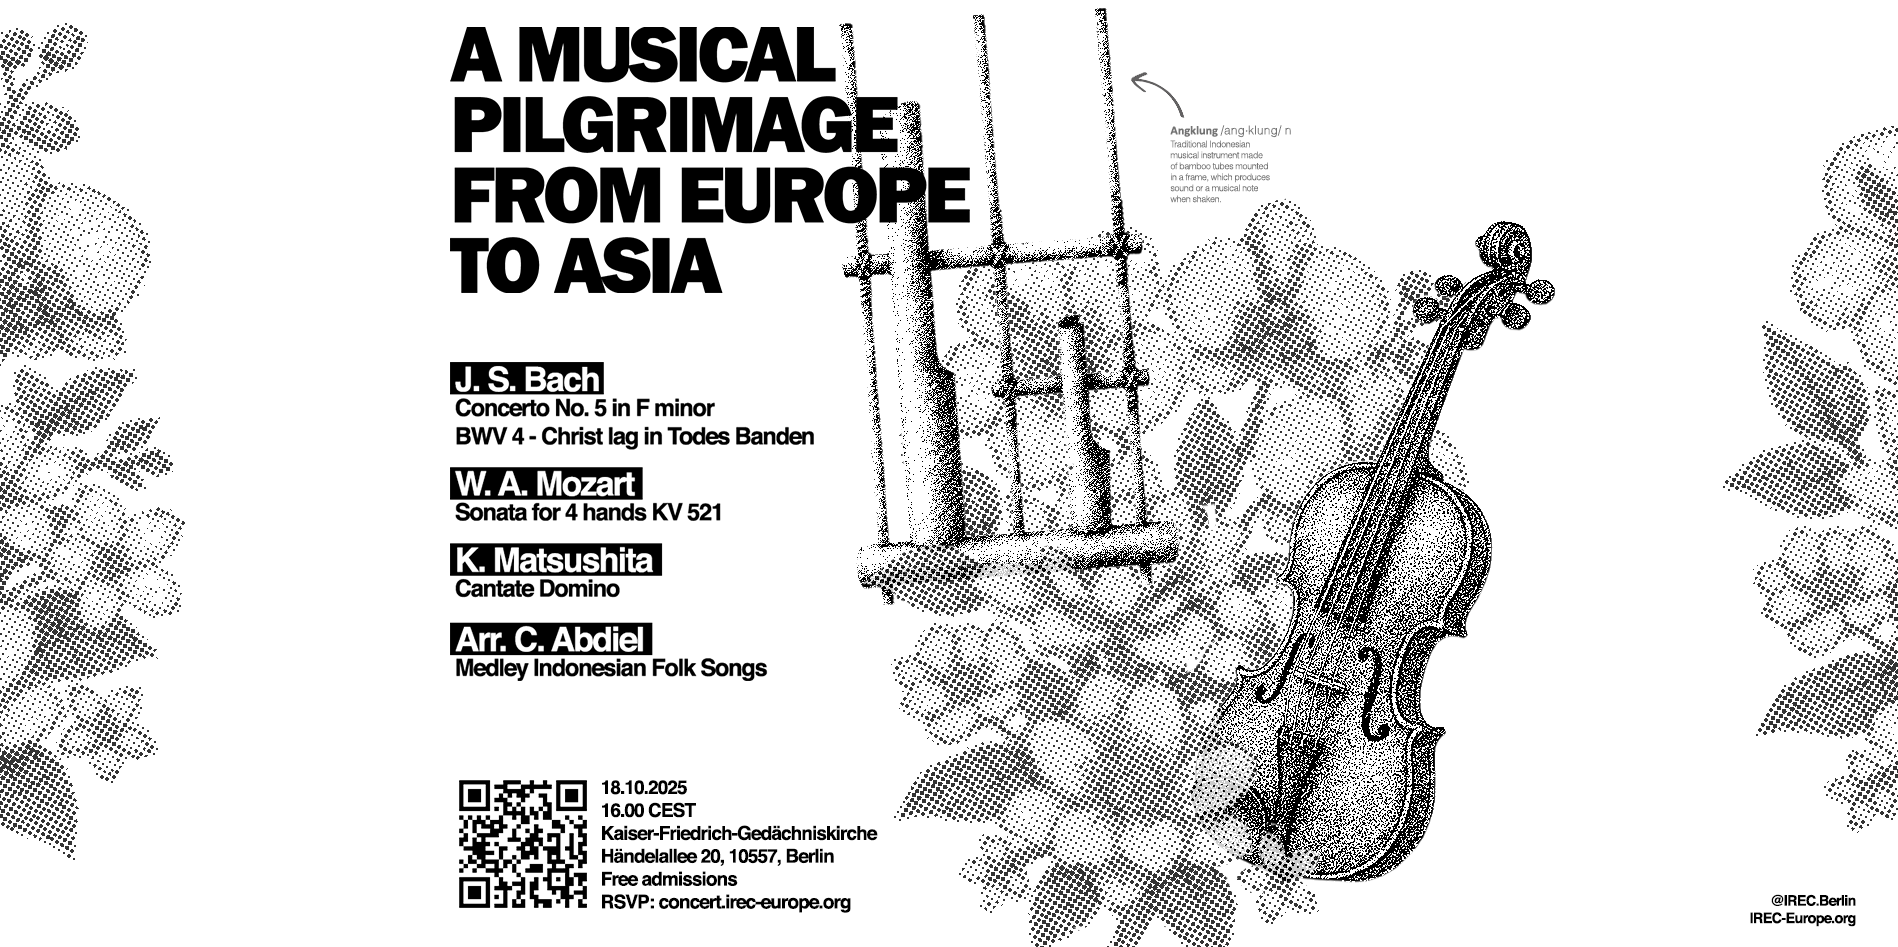 A MUSICAL
PILGRIMAGE
FROM EUROPE
TO ASIA
Angklung /ang·klung/ n
Traditional Indonesian
musical instrument made
of bamboo tubes mounted
in a frame, which produces
sound or a musical note
when shaken.
J. S. Bach
Concerto No. 5 in F minor
BWV 4 - Christ lag in Todes Banden
W. A. Mozart
Sonata for 4 hands KV 521
K. Matsushita
Cantate Domino
Arr. C. Abdiel
Medley Indonesian Folk Songs
18.10.2025
16.00 CEST
Kaiser-Friedrich-Gedächniskirche
Händelallee 20, 10557, Berlin
Free admissions
RSVP: concert.irec-europe.org
@IREC.Berlin
IREC-Europe.org